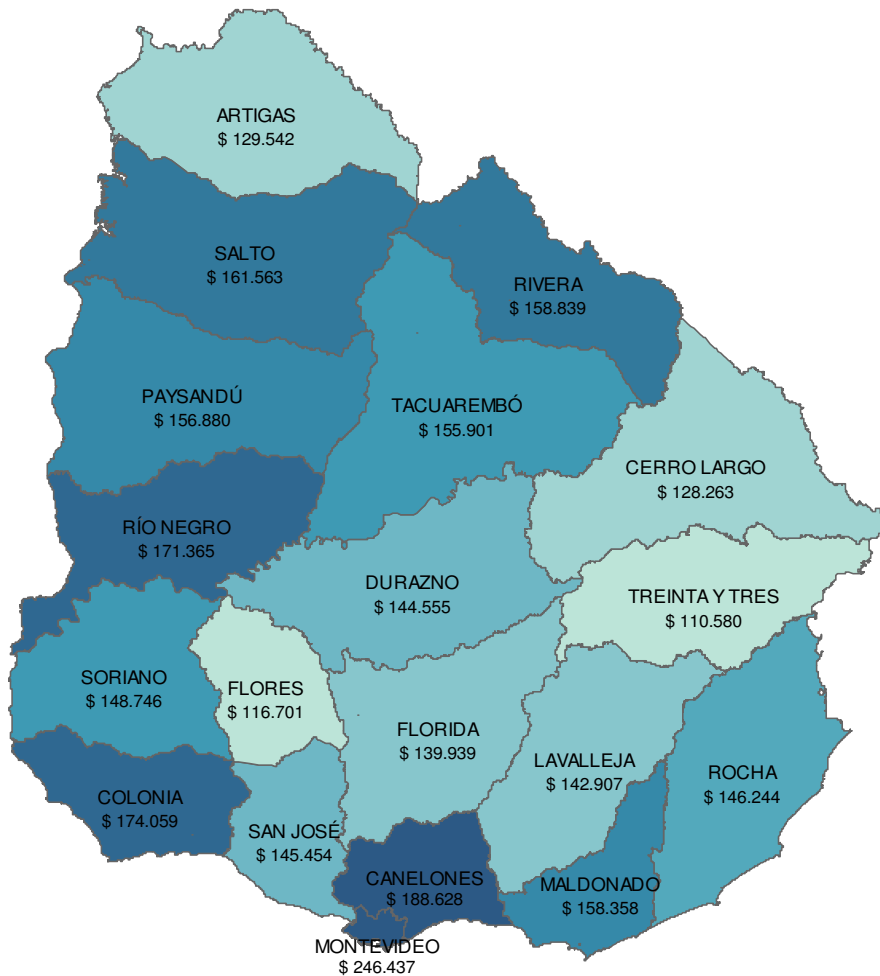 ARTIGAS
$ 129.542
SALTO
$ 161.563
RIVERA
$ 158.839
PAYSANDÚ
$ 156.880
TACUAREMBÓ
$ 155.901
CERRO LARGO
$ 128.263
RÍO NEGRO
$ 171.365
DURAZNO
$ 144.555
TREINTA Y TRES
$ 110.580
SORIANO
$ 148.746
FLORES
$ 116.701
FLORIDA
$ 139.939
LAVALLEJA
$ 142.907
ROCHA
$ 146.244
COLONIA
$ 174.059
SAN JOSÉ
$ 145.454
CANELONES
$ 188.628
MALDONADO
$ 158.358
MONTEVIDEO
$ 246.437